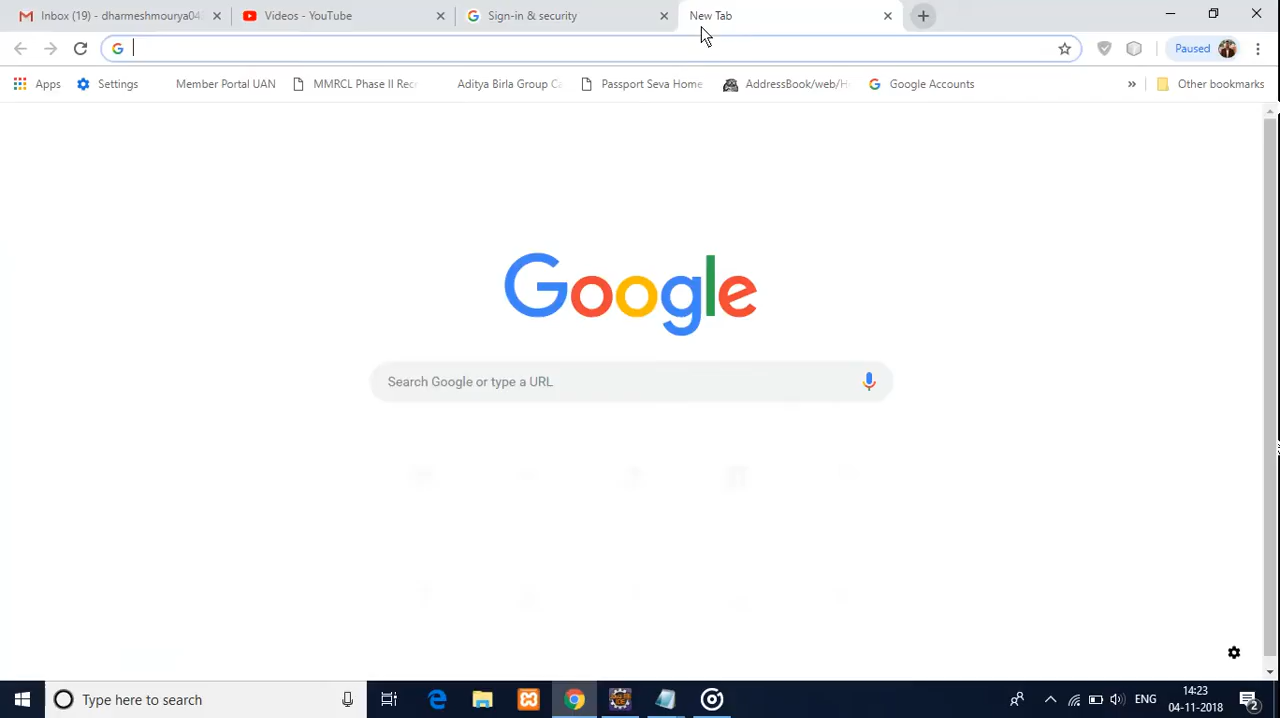 Inbox (19) - dharmeshmourya04
Videos - YouTube
Sign-in & security
New Tab
Paused
Apps
Settings
Member Portal UAN
MMRCL Phase II Rec
Aditya Birla Group Ca
Passport Seva Home
AddressBook/web/H
Google Accounts
»
Other bookmarks
Google
Search Google or type a URL
Type here to search
ENG
14:23
04-11-2018
2